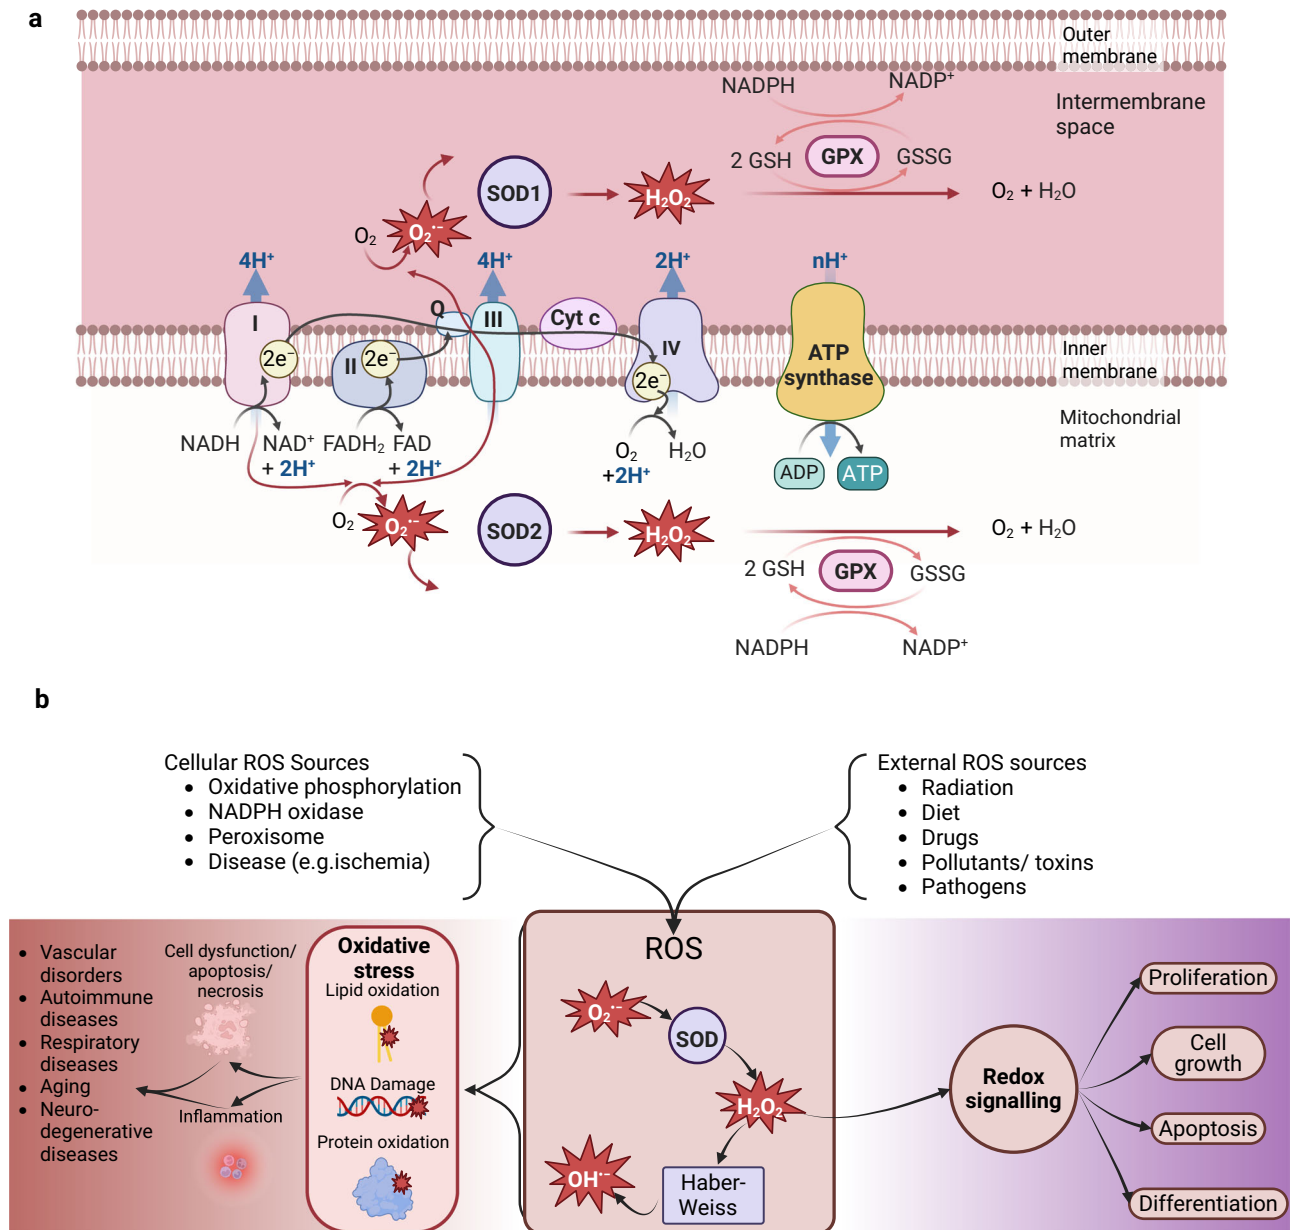 a
Outer
membrane
NADPH
NADP⁺
Intermembrane
space
2 GSH
GPX
GSSG
SOD1
H₂O₂
O₂ + H₂O
O₂
O₂˙⁻
4H⁺
4H⁺
2H⁺
nH⁺
I
Q
III
Cyt c
IV
2e⁻
II
2e⁻
2e⁻
ATP
synthase
Inner
membrane
Mitochondrial
matrix
NADH
NAD⁺
+ 2H⁺
FADH₂
FAD
+ 2H⁺
O₂
+2H⁺
H₂O
ADP
ATP
O₂
O₂˙⁻
SOD2
H₂O₂
O₂ + H₂O
2 GSH
GPX
GSSG
NADPH
NADP⁺
b
Cellular ROS Sources
• Oxidative phosphorylation
• NADPH oxidase
• Peroxisome
• Disease (e.g.ischemia)
External ROS sources
• Radiation
• Diet
• Drugs
• Pollutants/ toxins
• Pathogens
• Vascular
disorders
• Autoimmune
diseases
• Respiratory
diseases
• Aging
• Neuro-
degenerative
diseases
Cell dysfunction/
apoptosis/
necrosis
Inflammation
Oxidative
stress
Lipid oxidation
DNA Damage
Protein oxidation
ROS
O₂˙⁻
SOD
H₂O₂
Haber-
Weiss
OH˙⁻
Redox
signalling
Proliferation
Cell
growth
Apoptosis
Differentiation